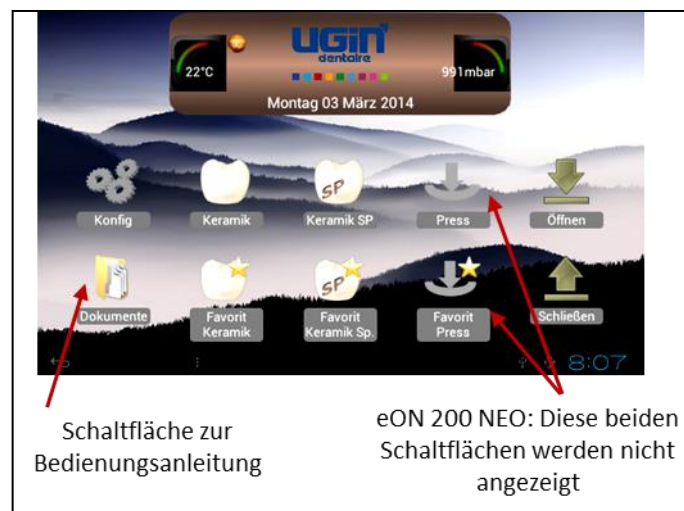 UGIN
dentaire
22°C
991mbar
Montag 03 März 2014
SP
Konfig
Keramik
Keramik SP
Press
Öffnen
SP
Dokumente
Favorit
Keramik
Favorit
Keramik Sp.
Favorit
Press
Schließen
8:07
Schaltfläche zur
Bedienungsanleitung
eON 200 NEO: Diese beiden
Schaltflächen werden nicht
angezeigt